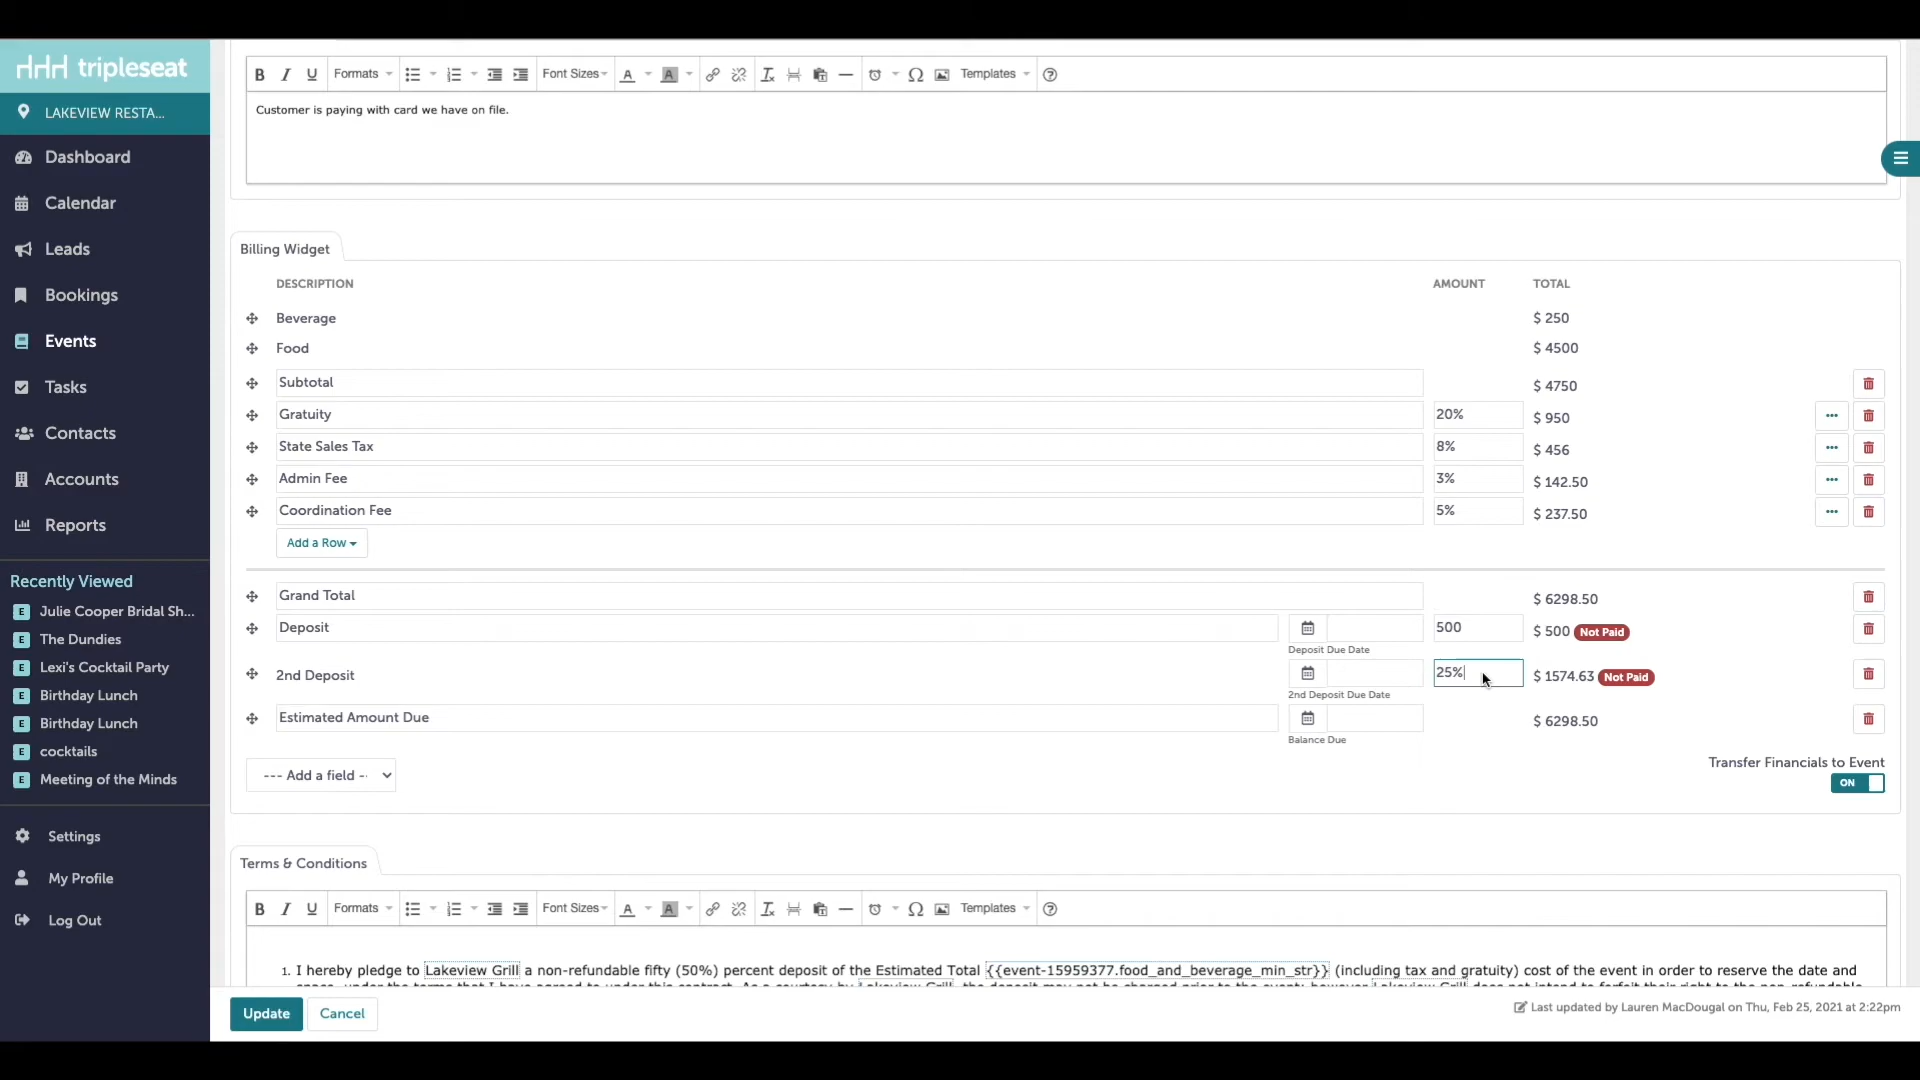 tripleseat
LAKEVIEW RESTA...
Dashboard
Calendar
Leads
Bookings
Events
Tasks
Contacts
Accounts
Reports
Recently Viewed
E Julie Cooper Bridal Sh...
E The Dundies
E Lexi's Cocktail Party
E Birthday Lunch
E Birthday Lunch
E cocktails
E Meeting of the Minds
Settings
My Profile
Log Out
B I U Formats Font Sizes A A Templates
Customer is paying with card we have on file.
Billing Widget
DESCRIPTION AMOUNT TOTAL
Beverage $ 250
Food $ 4500
Subtotal $ 4750
Gratuity 20% $ 950
State Sales Tax 8% $ 456
Admin Fee 3% $ 142.50
Coordination Fee 5% $ 237.50
Add a Row
Grand Total $ 6298.50
Deposit 500 $ 500 Not Paid
Deposit Due Date
2nd Deposit 25% $ 1574.63 Not Paid
2nd Deposit Due Date
Estimated Amount Due $ 6298.50
Balance Due
--- Add a field -
Transfer Financials to Event
ON
Terms & Conditions
B I U Formats Font Sizes A A Templates
1. I hereby pledge to Lakeview Grill a non-refundable fifty (50%) percent deposit of the Estimated Total {{event-15959377.food_and_beverage_min_str}} (including tax and gratuity) cost of the event in order to reserve the date and
Update Cancel
Last updated by Lauren MacDougal on Thu, Feb 25, 2021 at 2:22pm